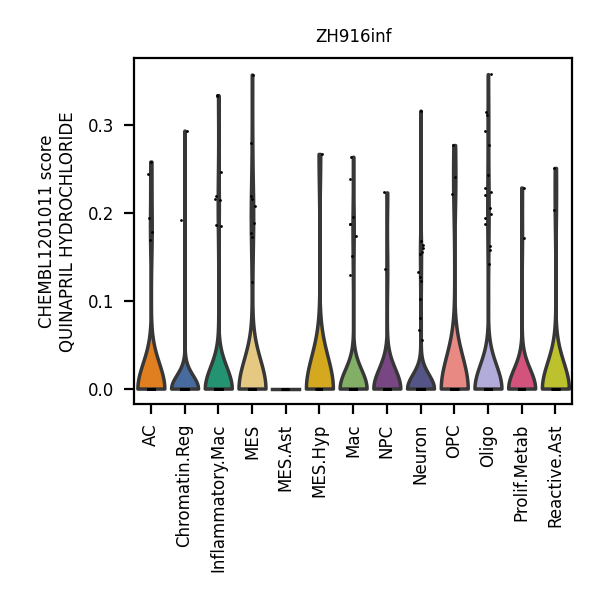 ZH916inf
CHEMBL1201011 score
QUINAPRIL HYDROCHLORIDE
0.3
0.2
0.1
0.0
AC
Chromatin.Reg
Inflammatory.Mac
MES
MES.Ast
MES.Hyp
Mac
NPC
Neuron
OPC
Oligo
Prolif.Metab
Reactive.Ast